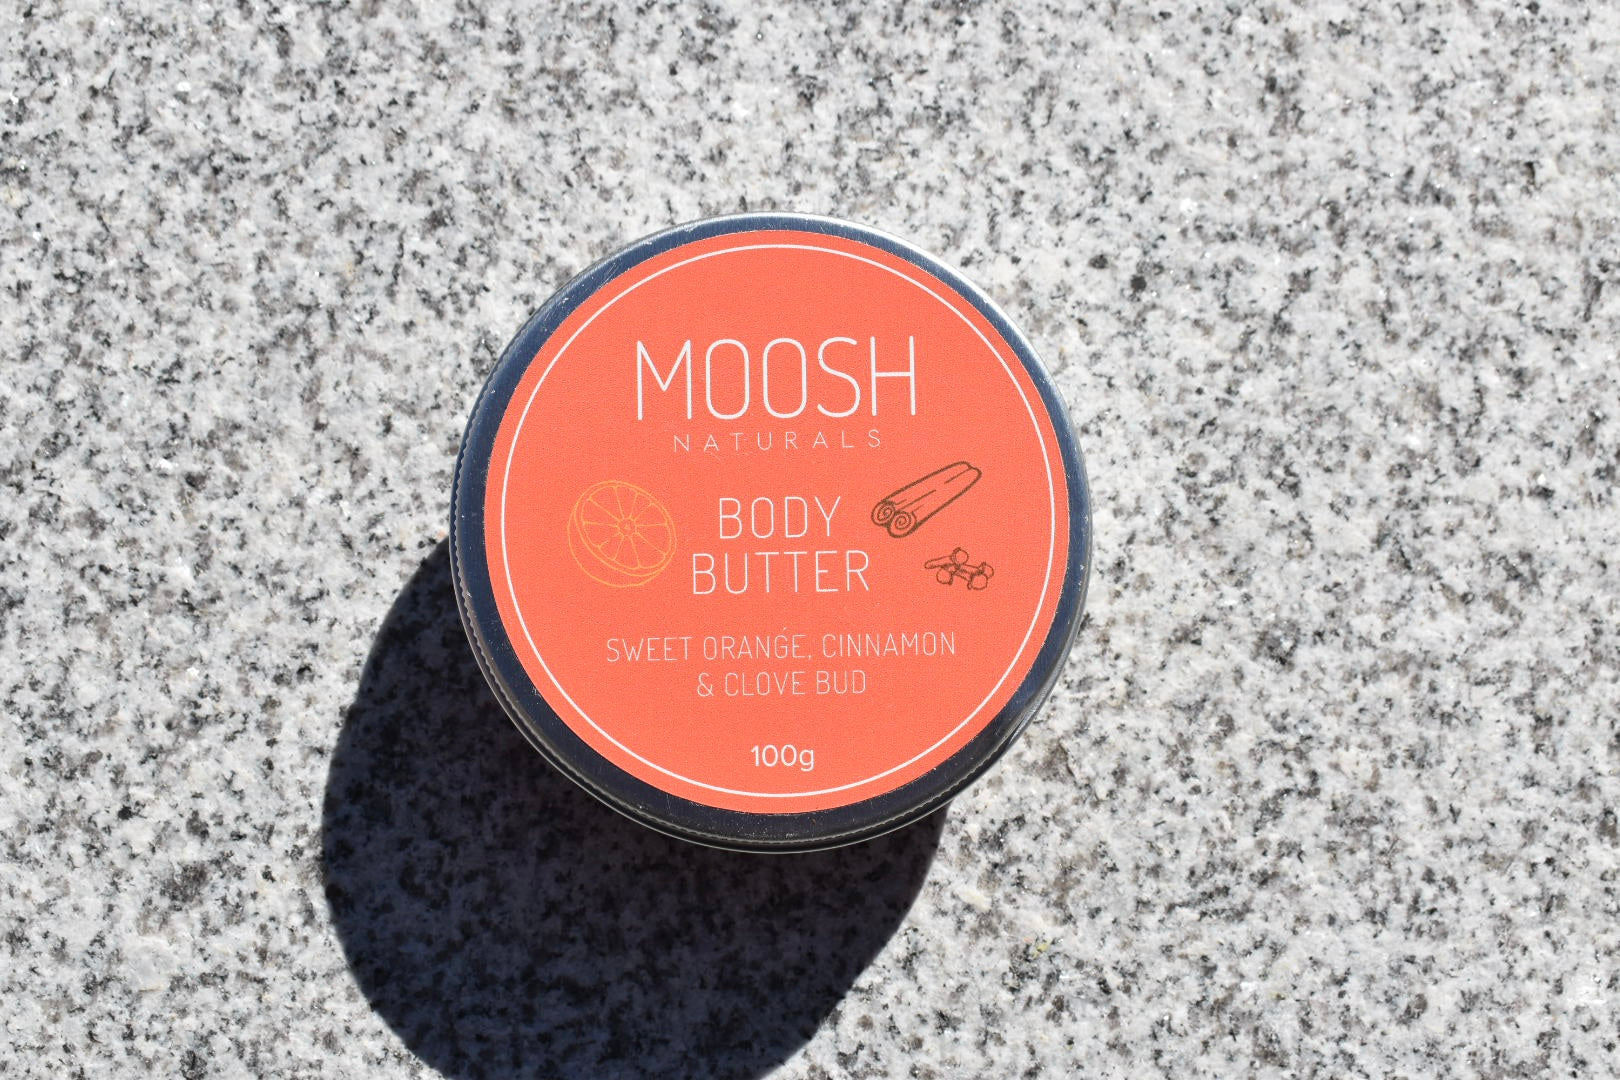 MOOSH
NATURALS
BODY
BUTTER
SWEET ORANGE, CINNAMON
& CLOVE BUD
100g